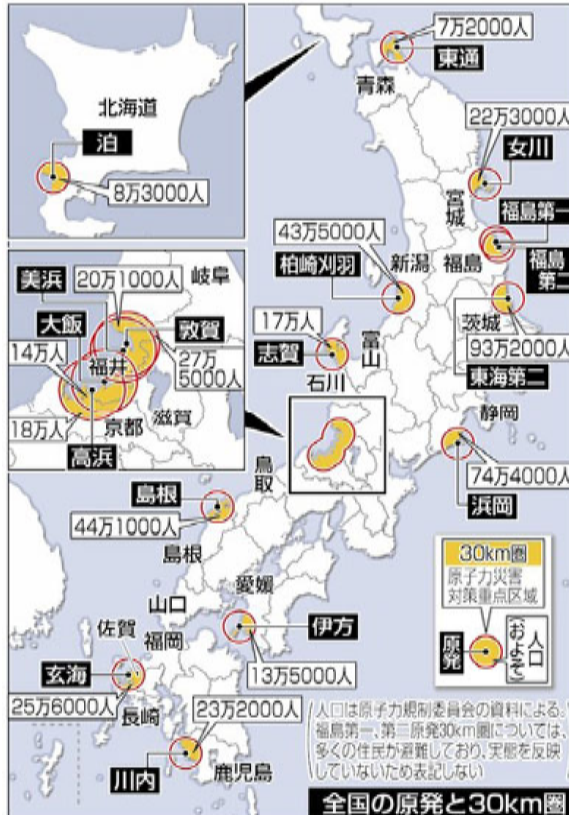 7万2000人
東通
青森
北海道
泊
8万3000人
22万3000人
女川
宮城
福島第一
43万5000人
柏崎刈羽
新潟
福島
福島
第二
美浜
20万1000人
岐阜
大飯
敦賀
14万人
福井
27万
5000人
18万人
京都
滋賀
高浜
17万人
志賀
石川
富山
茨城
93万2000人
東海第二
静岡
74万4000人
浜岡
鳥取
島根
44万1000人
島根
愛媛
山口
福岡
伊方
13万5000人
佐賀
玄海
25万6000人
長崎
23万2000人
川内
鹿児島
30km圏
原子力災害
対策重点区域
原発
人口
およそ
人口は原子力規制委員会の資料による。
福島第一、第二原発30km圏については、
多くの住民が避難しており、実態を反映
していないため表記しない
全国の原発と30km圏